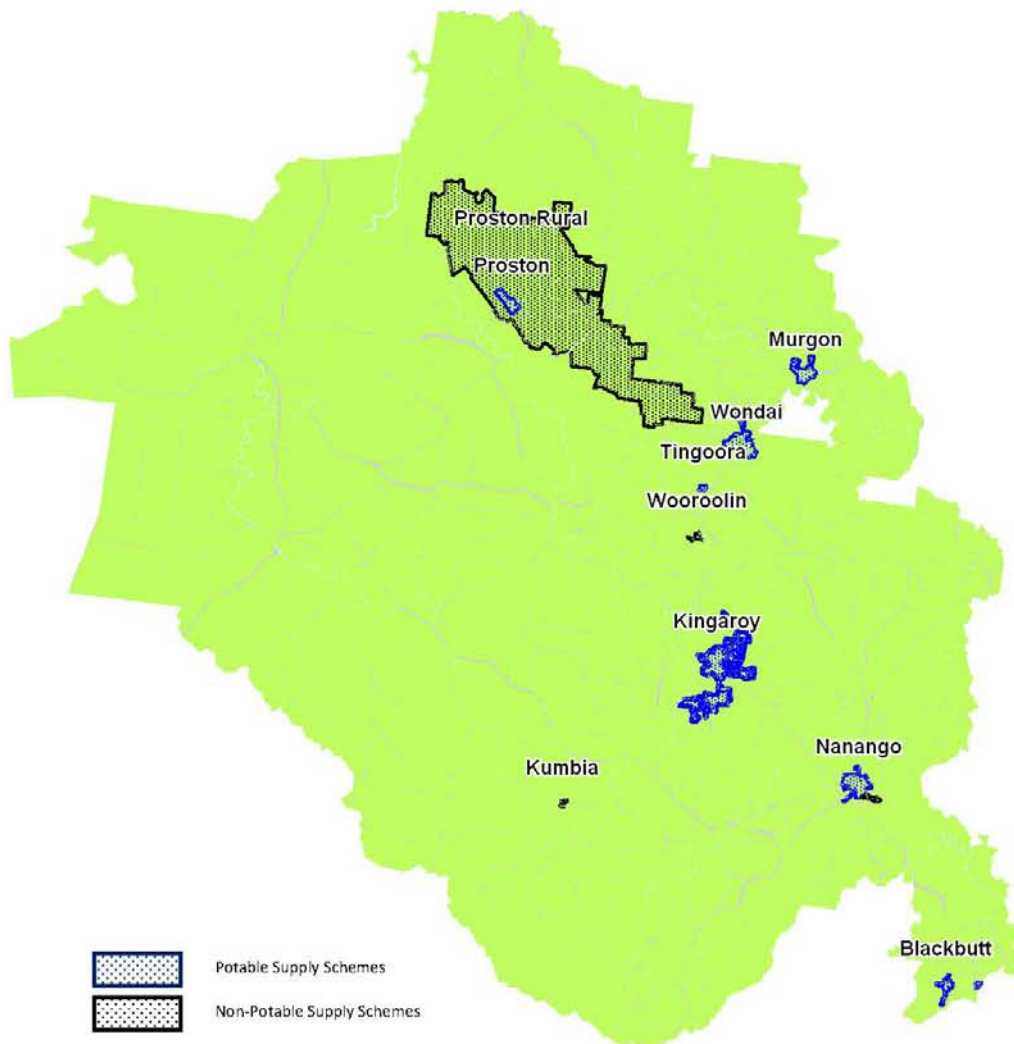 Proston Rural
Proston
Murgon
Wondai
Tingoora
Wooroolin
Kingaroy
Nanango
Kumbia
Blackbutt
Potable Supply Schemes
Non-Potable Supply Schemes